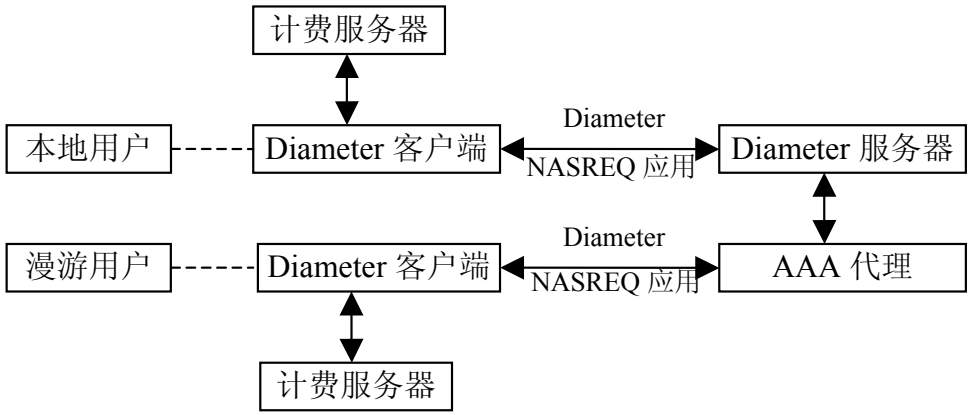 计费服务器
Diameter
本地用户
Diameter 客户端
Diameter 服务器
NASREQ 应用
Diameter
漫游用户
Diameter 客户端
AAA 代理
NASREQ 应用
计费服务器